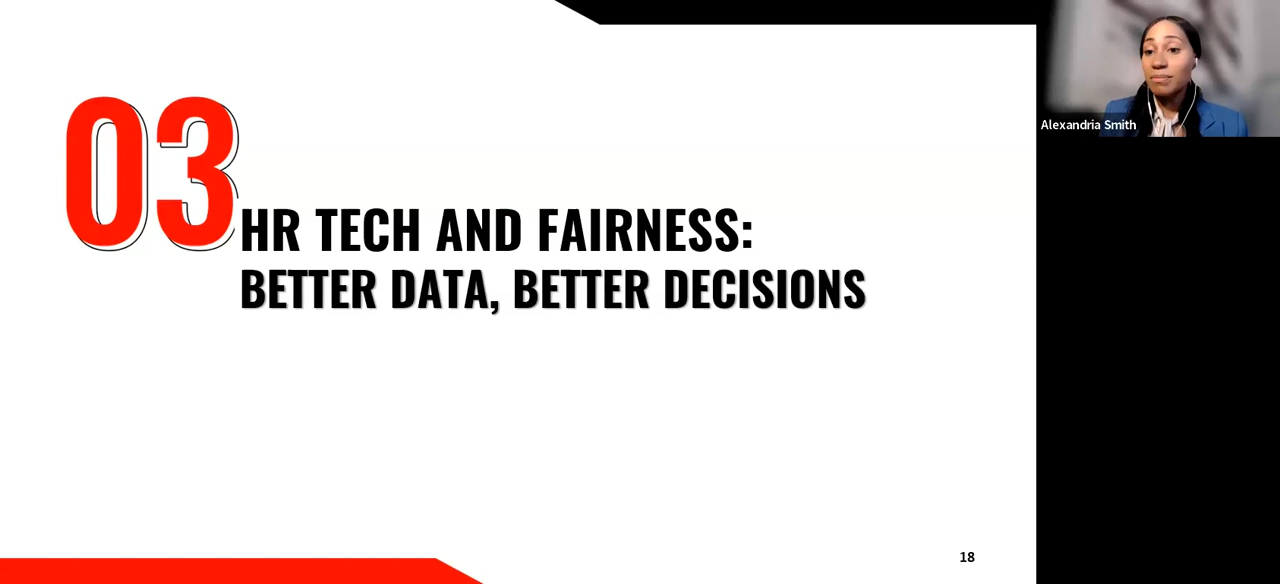 03
HR TECH AND FAIRNESS:
BETTER DATA, BETTER DECISIONS
18
Alexandria Smith